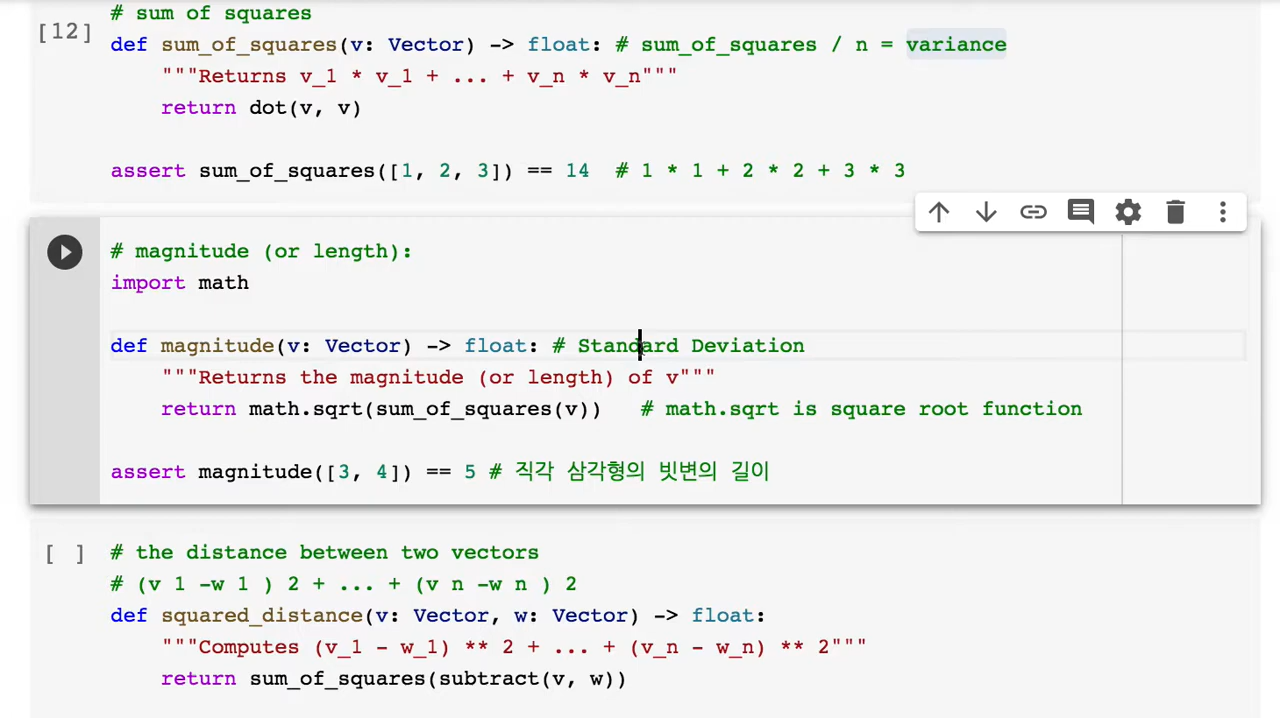 # sum of squares
[12]
def sum_of_squares(v: Vector) -> float: # sum_of_squares / n = variance
"""Returns v_1 * v_1 + ... + v_n * v_n"""
return dot(v, v)
assert sum_of_squares([1, 2, 3]) == 14  # 1 * 1 + 2 * 2 + 3 * 3
# magnitude (or length):
import math
def magnitude(v: Vector) -> float: # Standard Deviation
"""Returns the magnitude (or length) of v"""
return math.sqrt(sum_of_squares(v))   # math.sqrt is square root function
assert magnitude([3, 4]) == 5 # 직각 삼각형의 빗변의 길이
[ ] # the distance between two vectors
# (v 1 -w 1 ) 2 + ... + (v n -w n ) 2
def squared_distance(v: Vector, w: Vector) -> float:
"""Computes (v_1 - w_1) ** 2 + ... + (v_n - w_n) ** 2"""
return sum_of_squares(subtract(v, w))